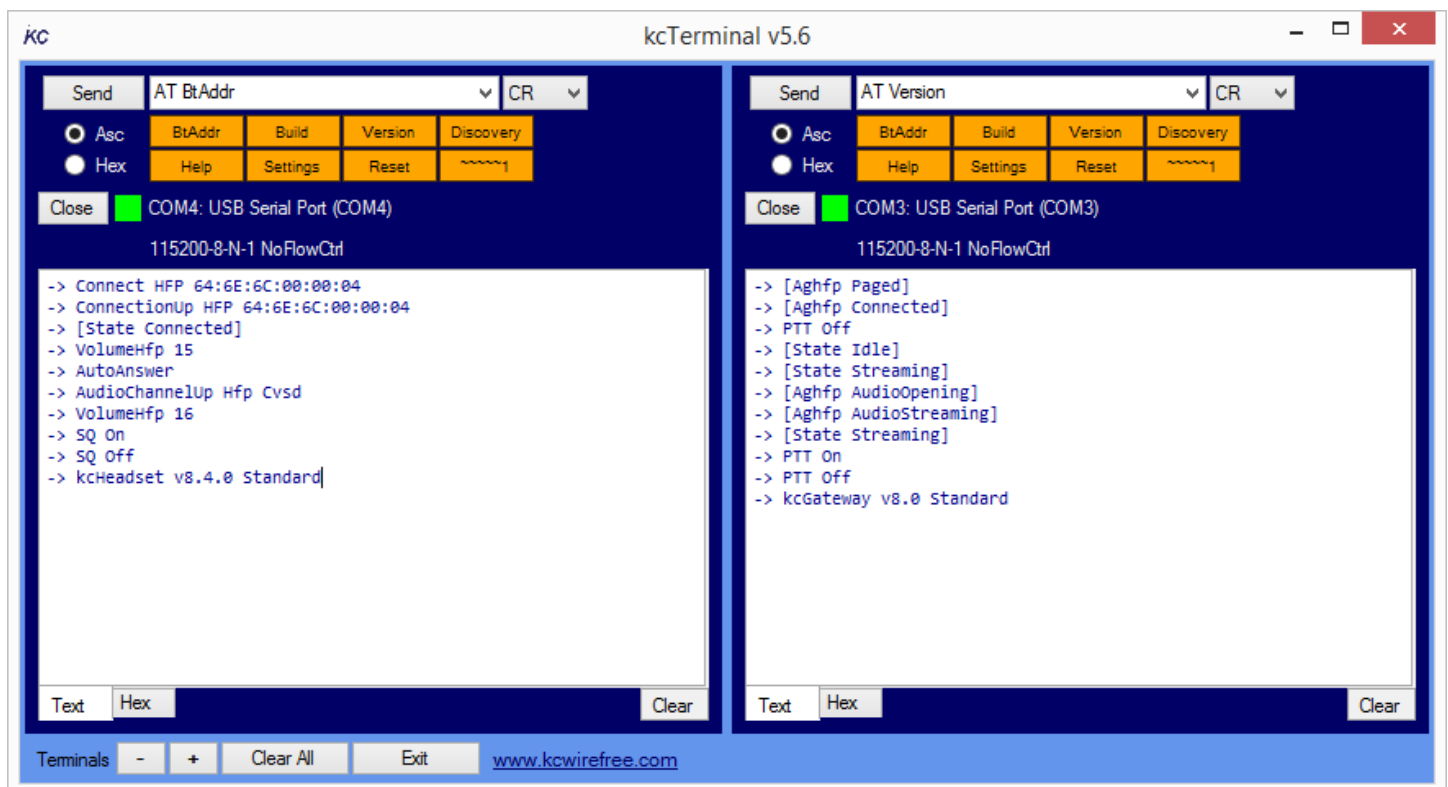 KC
kcTerminal v5.6
Send AT BtAddr CR
Asc BtAddr Build Version Discovery
Hex Help Settings Reset ~~~~~1
Close COM4: USB Serial Port (COM4)
115200-8-N-1 NoFlowCtrl
-> Connect HFP 64:6E:6C:00:00:04
-> ConnectionUp HFP 64:6E:6C:00:00:04
-> [State Connected]
-> VolumeHfp 15
-> AutoAnswer
-> AudioChannelUp Hfp Cvsd
-> VolumeHfp 16
-> SQ On
-> SQ Off
-> kcHeadset v8.4.0 Standard
Text Hex Clear
Send AT Version CR
Asc BtAddr Build Version Discovery
Hex Help Settings Reset ~~~~~1
Close COM3: USB Serial Port (COM3)
115200-8-N-1 NoFlowCtrl
-> [Aghfp Paged]
-> [Aghfp Connected]
-> PTT Off
-> [State Idle]
-> [State Streaming]
-> [Aghfp AudioOpening]
-> [Aghfp AudioStreaming]
-> [State Streaming]
-> PTT On
-> PTT Off
-> kcGateway v8.0 Standard
Text Hex Clear
Terminals - + Clear All Exit www.kcwirefree.com